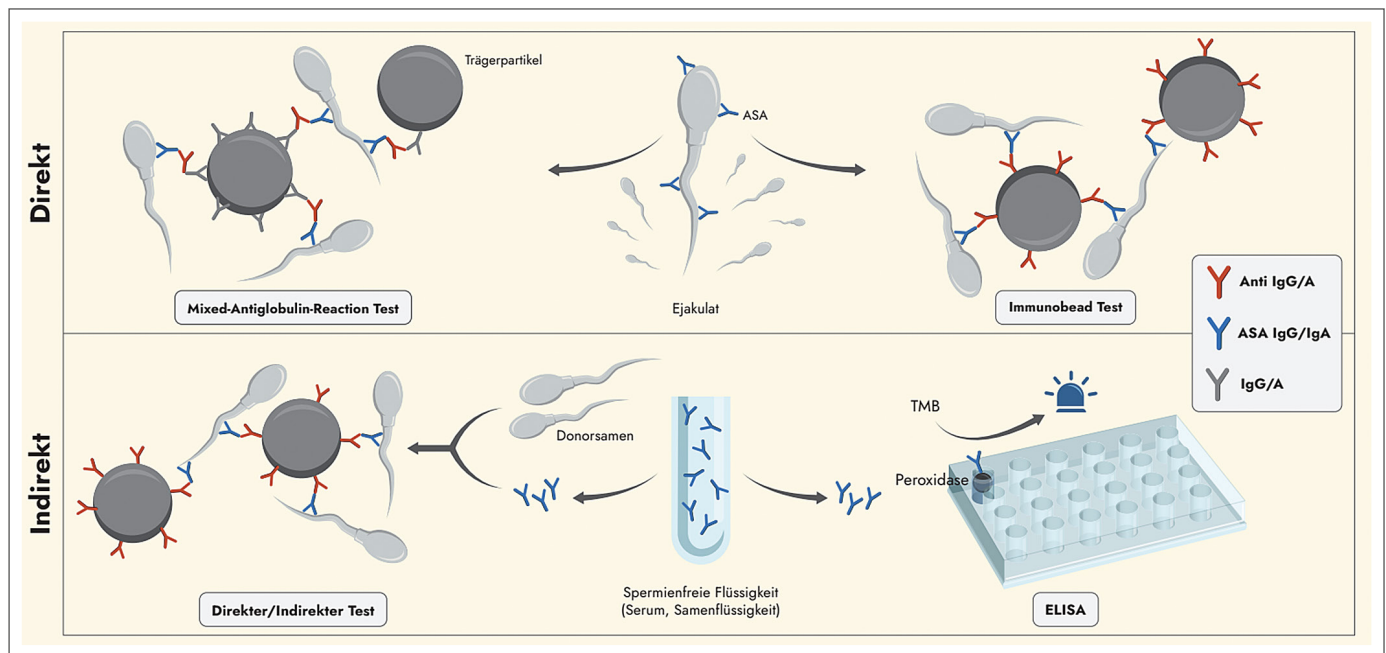 Direkt
Trägerpartikel
ASA
Mixed-Antiglobulin-Reaction Test
Ejakulat
Immunobead Test
Anti IgG/A
ASA IgG/IgA
IgG/A
Indirekt
Donorsamen
TMB
Peroxidase
Direkter/Indirekter Test
Spermienfreie Flüssigkeit
(Serum, Samenflüssigkeit)
ELISA